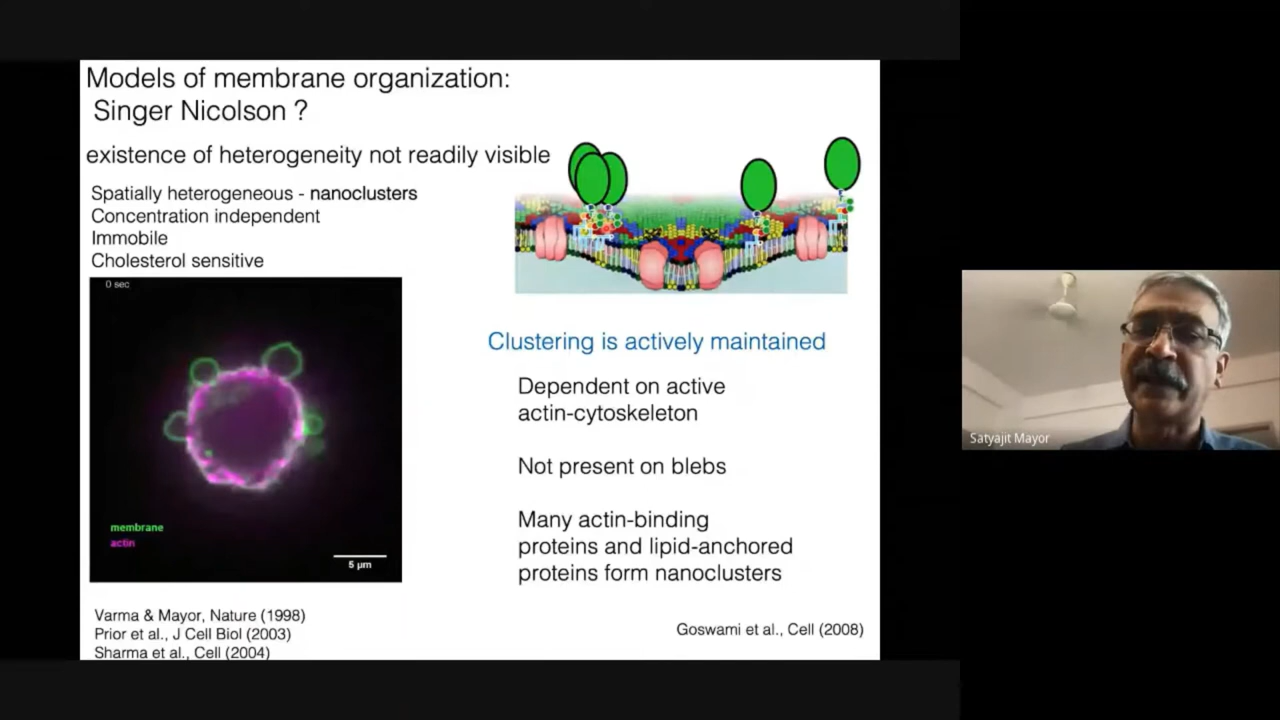 Models of membrane organization:
Singer Nicolson ?
existence of heterogeneity not readily visible
Spatially heterogeneous - nanoclusters
Concentration independent
Immobile
Cholesterol sensitive
0 sec
membrane
actin
5 µm
Varma & Mayor, Nature (1998)
Prior et al., J Cell Biol (2003)
Sharma et al., Cell (2004)
Clustering is actively maintained
Dependent on active
actin-cytoskeleton
Not present on blebs
Many actin-binding
proteins and lipid-anchored
proteins form nanoclusters
Goswami et al., Cell (2008)
Satyajit Mayor